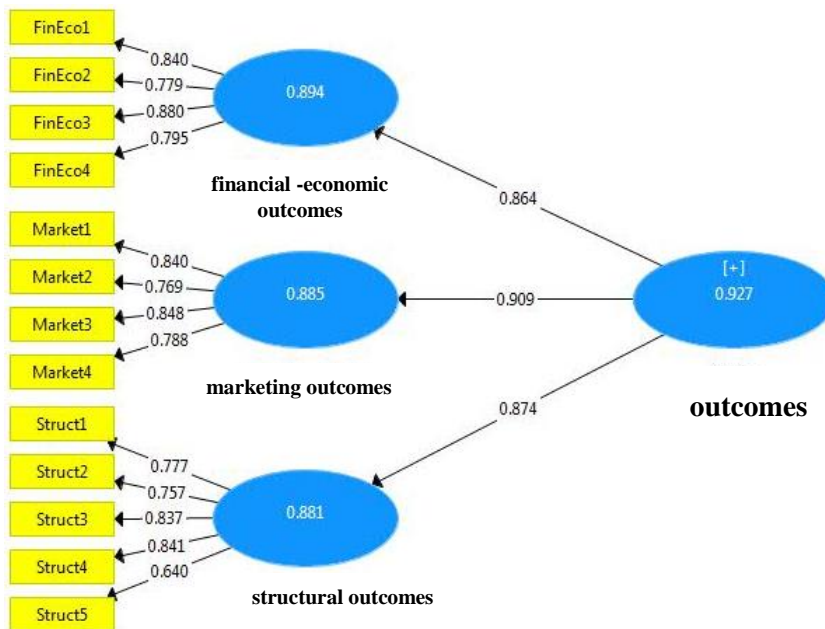 FinEco1
0.840
FinEco2
0.779
0.894
FinEco3
0.880
0.795
FinEco4
financial -economic
outcomes
0.864
Market1
0.840
Market2
0.769
0.885
[+]
0.927
0.909
Market3
0.848
0.788
Market4
marketing outcomes
outcomes
0.874
Struct1
0.777
Struct2
0.757
0.881
Struct3
0.837
Struct4
0.841
0.640
Struct5
structural outcomes